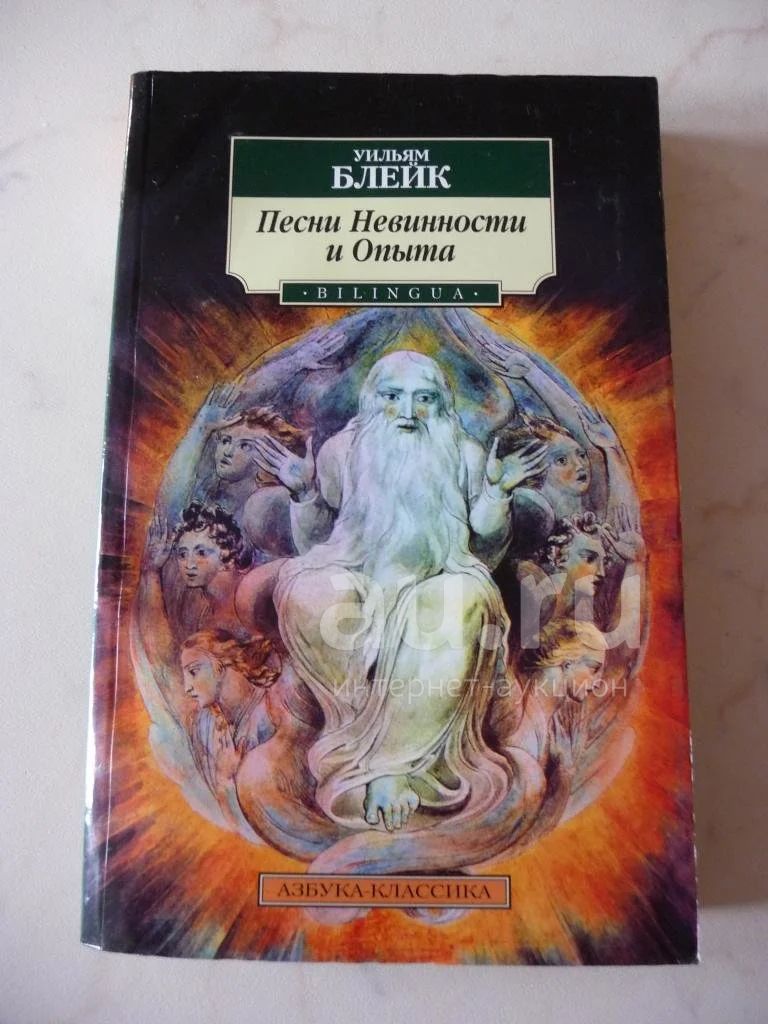 УИЛЬЯМ
БЛЕЙК
Песни Невинности
и Опыта
· BILINGUA ·
au.ru
интернет-аукцион
АЗБУКА-КЛАССИКА